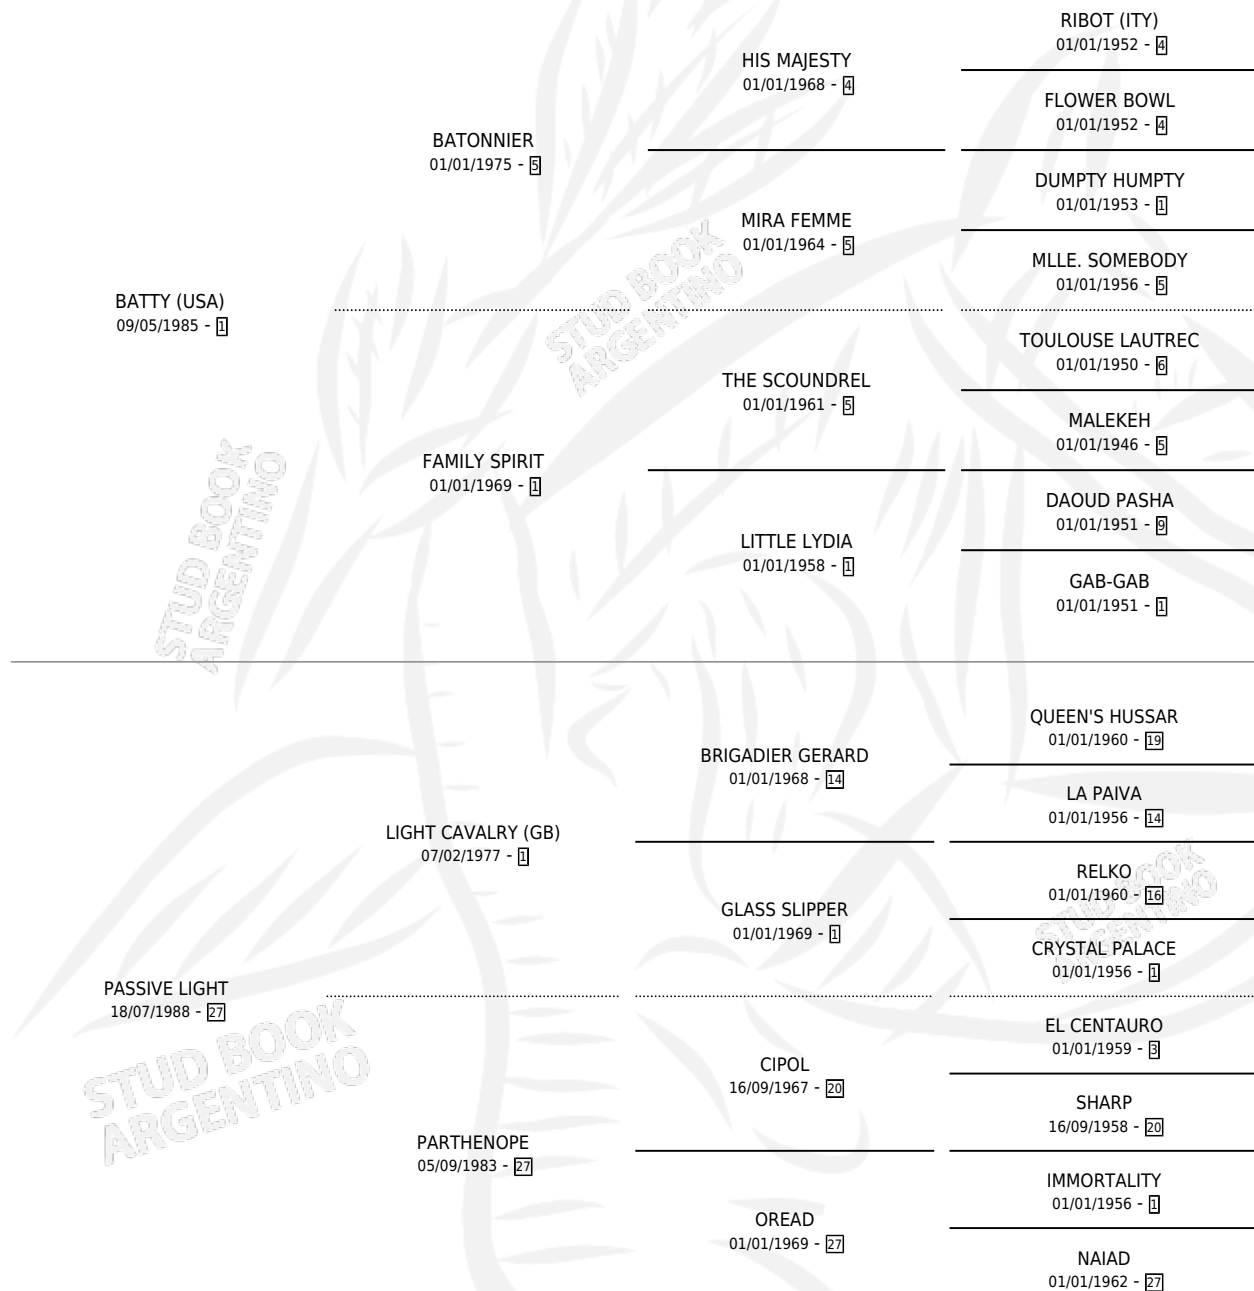 RIBOT (ITY)
01/01/1952 - 4
HIS MAJESTY
01/01/1968 - 4
FLOWER BOWL
01/01/1952 - 4
BATONNIER
01/01/1975 - 5
DUMPTY HUMPTY
01/01/1953 - 1
MIRA FEMME
01/01/1964 - 5
MLLE. SOMEBODY
01/01/1956 - 5
BATTY (USA)
09/05/1985 - 1
TOULOUSE LAUTREC
01/01/1950 - 6
THE SCOUNDREL
01/01/1961 - 5
MALEKEH
01/01/1946 - 5
FAMILY SPIRIT
01/01/1969 - 1
DAOUD PASHA
01/01/1951 - 9
LITTLE LYDIA
01/01/1958 - 1
GAB-GAB
01/01/1951 - 1
QUEEN'S HUSSAR
01/01/1960 - 19
BRIGADIER GERARD
01/01/1968 - 14
LA PAIVA
01/01/1956 - 14
LIGHT CAVALRY (GB)
07/02/1977 - 1
RELKO
01/01/1960 - 16
GLASS SLIPPER
01/01/1969 - 1
CRYSTAL PALACE
01/01/1956 - 1
PASSIVE LIGHT
18/07/1988 - 27
EL CENTAURO
01/01/1959 - 3
CIPOL
16/09/1967 - 20
SHARP
16/09/1958 - 20
PARTHENOPE
05/09/1983 - 27
IMMORTALITY
01/01/1956 - 1
OREAD
01/01/1969 - 27
NAIAD
01/01/1962 - 27
STUD BOOK
ARGENTINO
STUD BOOK
ARGENTINO
STUD BOOK
ARGENTINO
STUD BOOK
ARGENTINO